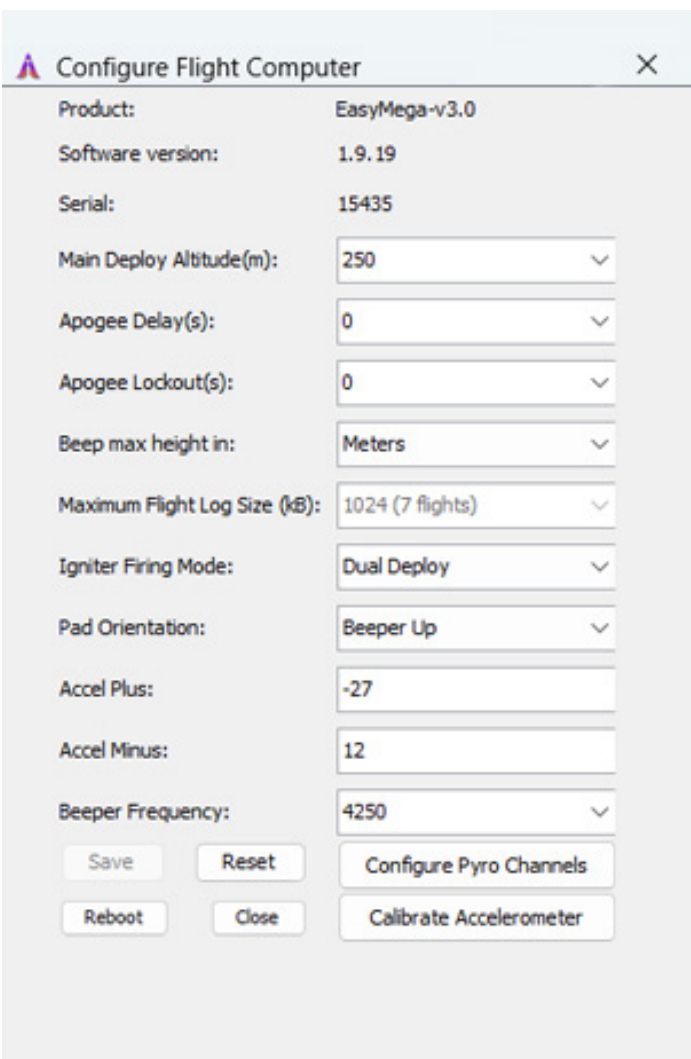 Configure Flight Computer
Product: EasyMega-v3.0
Software version: 1.9.19
Serial: 15435
Main Deploy Altitude(m): 250
Apogee Delay(s): 0
Apogee Lockout(s): 0
Beep max height in: Meters
Maximum Flight Log Size (kB): 1024 (7 flights)
Igniter Firing Mode: Dual Deploy
Pad Orientation: Beeper Up
Accel Plus: -27
Accel Minus: 12
Beeper Frequency: 4250
Save Reset Configure Pyro Channels
Reboot Close Calibrate Accelerometer